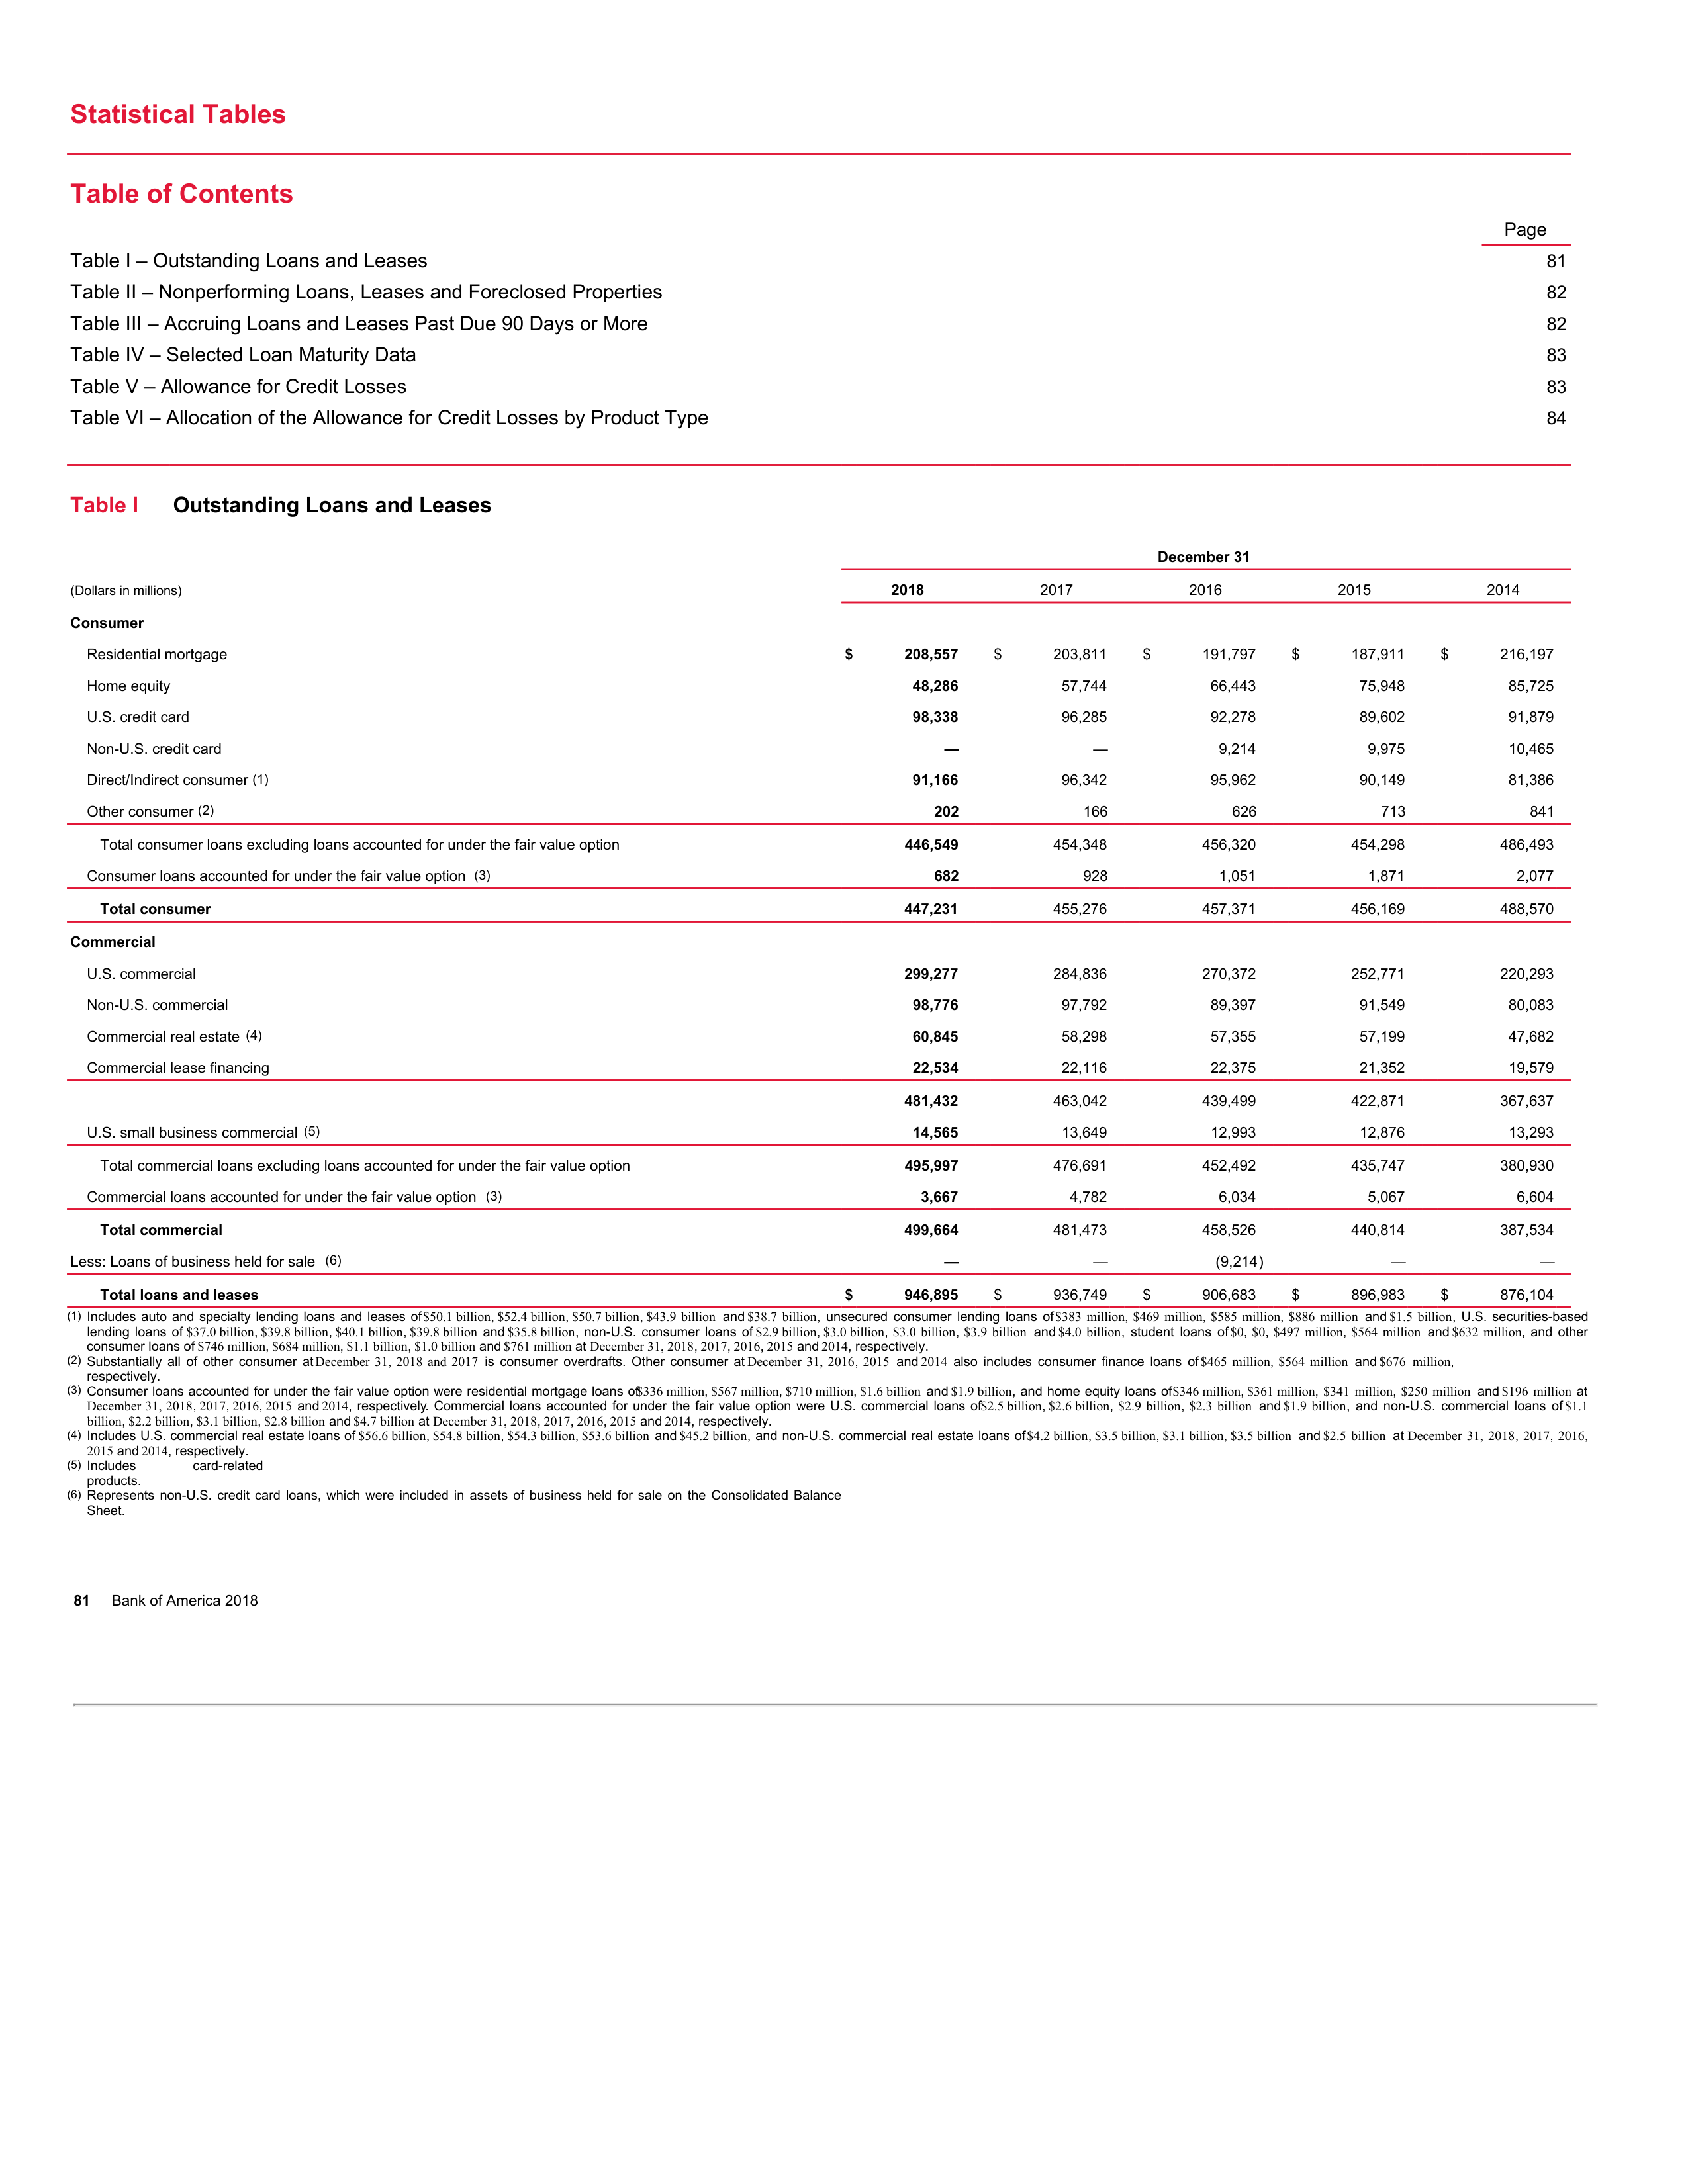 Statistical Tables
Table of Contents
Page
Table I – Outstanding Loans and Leases 81
Table II – Nonperforming Loans, Leases and Foreclosed Properties 82
Table III – Accruing Loans and Leases Past Due 90 Days or More 82
Table IV – Selected Loan Maturity Data 83
Table V – Allowance for Credit Losses 83
Table VI – Allocation of the Allowance for Credit Losses by Product Type 84
Table I Outstanding Loans and Leases
December 31
(Dollars in millions) 2018 2017 2016 2015 2014
Consumer
Residential mortgage $ 208,557 $ 203,811 $ 191,797 $ 187,911 $ 216,197
Home equity 48,286 57,744 66,443 75,948 85,725
U.S. credit card 98,338 96,285 92,278 89,602 91,879
Non-U.S. credit card — — 9,214 9,975 10,465
Direct/Indirect consumer (1) 91,166 96,342 95,962 90,149 81,386
Other consumer (2) 202 166 626 713 841
Total consumer loans excluding loans accounted for under the fair value option 446,549 454,348 456,320 454,298 486,493
Consumer loans accounted for under the fair value option (3) 682 928 1,051 1,871 2,077
Total consumer 447,231 455,276 457,371 456,169 488,570
Commercial
U.S. commercial 299,277 284,836 270,372 252,771 220,293
Non-U.S. commercial 98,776 97,792 89,397 91,549 80,083
Commercial real estate (4) 60,845 58,298 57,355 57,199 47,682
Commercial lease financing 22,534 22,116 22,375 21,352 19,579
481,432 463,042 439,499 422,871 367,637
U.S. small business commercial (5) 14,565 13,649 12,993 12,876 13,293
Total commercial loans excluding loans accounted for under the fair value option 495,997 476,691 452,492 435,747 380,930
Commercial loans accounted for under the fair value option (3) 3,667 4,782 6,034 5,067 6,604
Total commercial 499,664 481,473 458,526 440,814 387,534
Less: Loans of business held for sale (6) — — (9,214) — —
Total loans and leases $ 946,895 $ 936,749 $ 906,683 $ 896,983 $ 876,104
(1) Includes auto and specialty lending loans and leases of $50.1 billion, $52.4 billion, $50.7 billion, $43.9 billion and $38.7 billion, unsecured consumer lending loans of $383 million, $469 million, $585 million, $886 million and $1.5 billion, U.S. securities-based
lending loans of $37.0 billion, $39.8 billion, $40.1 billion, $39.8 billion and $35.8 billion, non-U.S. consumer loans of $2.9 billion, $3.0 billion, $3.0 billion, $3.9 billion and $4.0 billion, student loans of $0, $0, $497 million, $564 million and $632 million, and other
consumer loans of $746 million, $684 million, $1.1 billion, $1.0 billion and $761 million at December 31, 2018, 2017, 2016, 2015 and 2014, respectively.
(2) Substantially all of other consumer at December 31, 2018 and 2017 is consumer overdrafts. Other consumer at December 31, 2016, 2015 and 2014 also includes consumer finance loans of $465 million, $564 million and $676 million,
respectively.
(3) Consumer loans accounted for under the fair value option were residential mortgage loans of $336 million, $567 million, $710 million, $1.6 billion and $1.9 billion, and home equity loans of $346 million, $361 million, $341 million, $250 million and $196 million at
December 31, 2018, 2017, 2016, 2015 and 2014, respectively. Commercial loans accounted for under the fair value option were U.S. commercial loans of $2.5 billion, $2.6 billion, $2.9 billion, $2.3 billion and $1.9 billion, and non-U.S. commercial loans of $1.1
billion, $2.2 billion, $3.1 billion, $2.8 billion and $4.7 billion at December 31, 2018, 2017, 2016, 2015 and 2014, respectively.
(4) Includes U.S. commercial real estate loans of $56.6 billion, $54.8 billion, $54.3 billion, $53.6 billion and $45.2 billion, and non-U.S. commercial real estate loans of $4.2 billion, $3.5 billion, $3.1 billion, $3.5 billion and $2.5 billion at December 31, 2018, 2017, 2016,
2015 and 2014, respectively.
(5) Includes card-related
products.
(6) Represents non-U.S. credit card loans, which were included in assets of business held for sale on the Consolidated Balance
Sheet.
81 Bank of America 2018